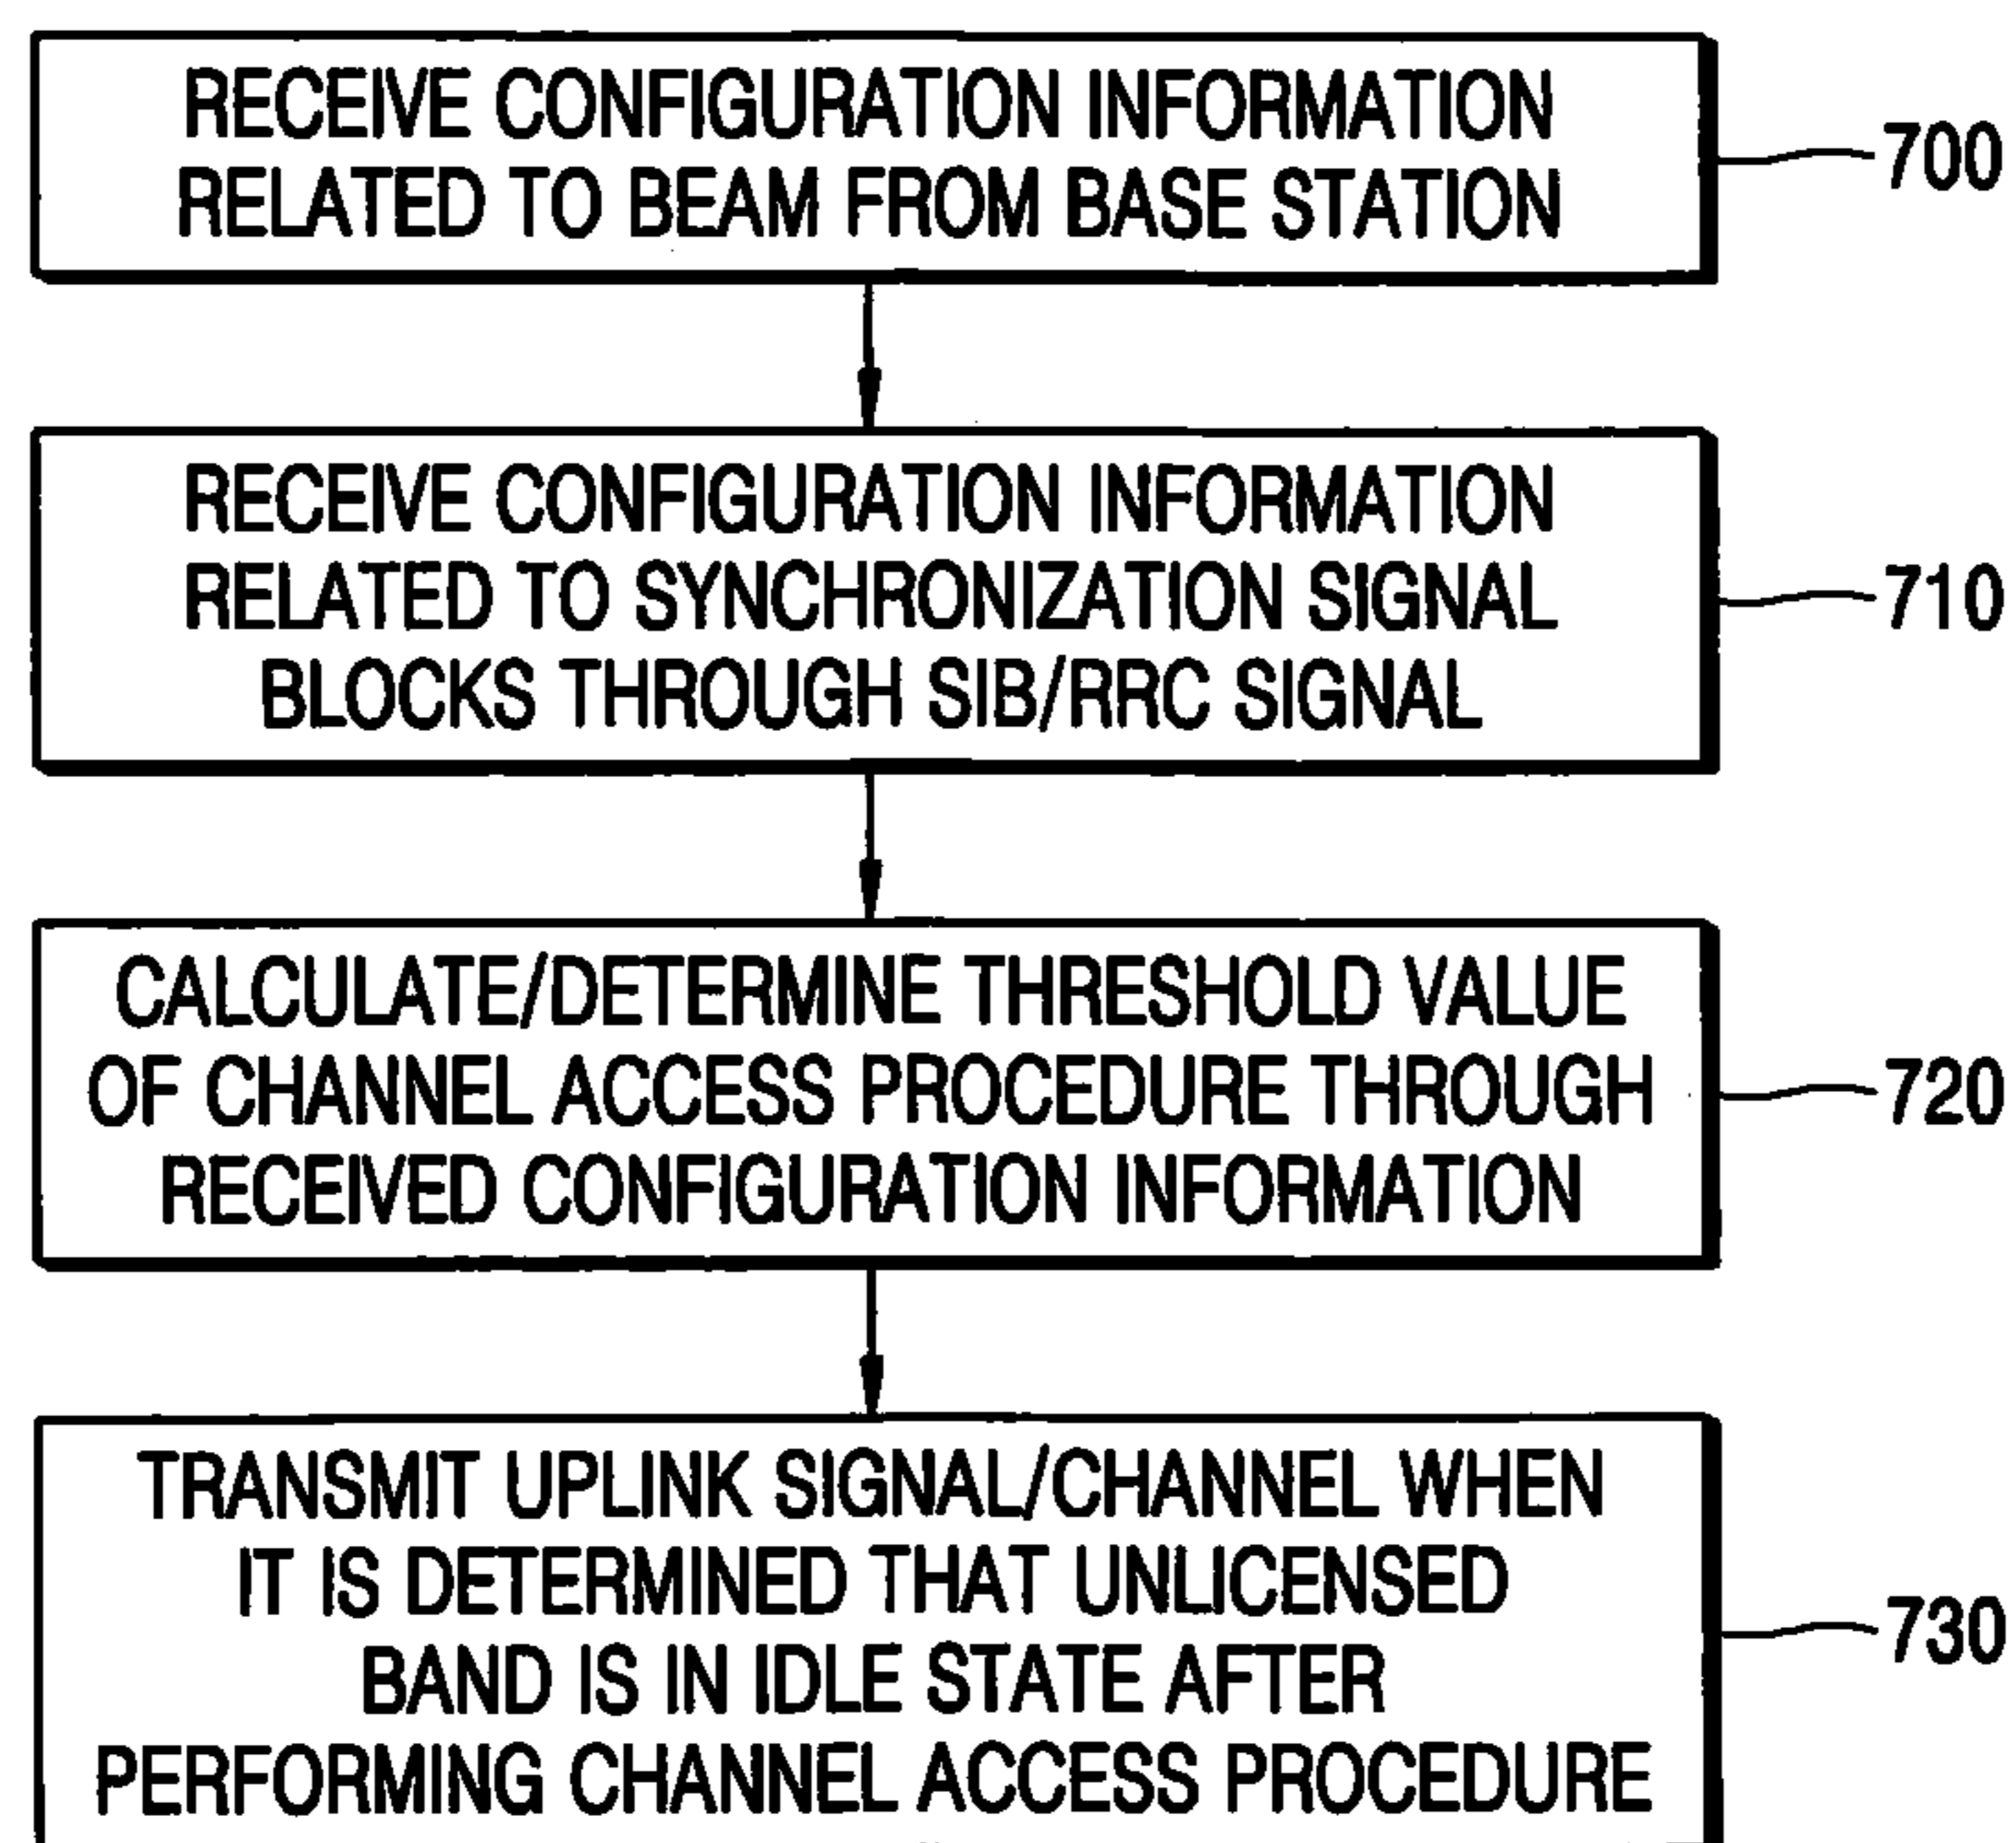 RECEIVE CONFIGURATION INFORMATION
RELATED TO BEAM FROM BASE STATION
700
RECEIVE CONFIGURATION INFORMATION
RELATED TO SYNCHRONIZATION SIGNAL
BLOCKS THROUGH SIB/RRC SIGNAL
710
CALCULATE/DETERMINE THRESHOLD VALUE
OF CHANNEL ACCESS PROCEDURE THROUGH
RECEIVED CONFIGURATION INFORMATION
720
TRANSMIT UPLINK SIGNAL/CHANNEL WHEN
IT IS DETERMINED THAT UNLICENSED
BAND IS IN IDLE STATE AFTER
PERFORMING CHANNEL ACCESS PROCEDURE
730